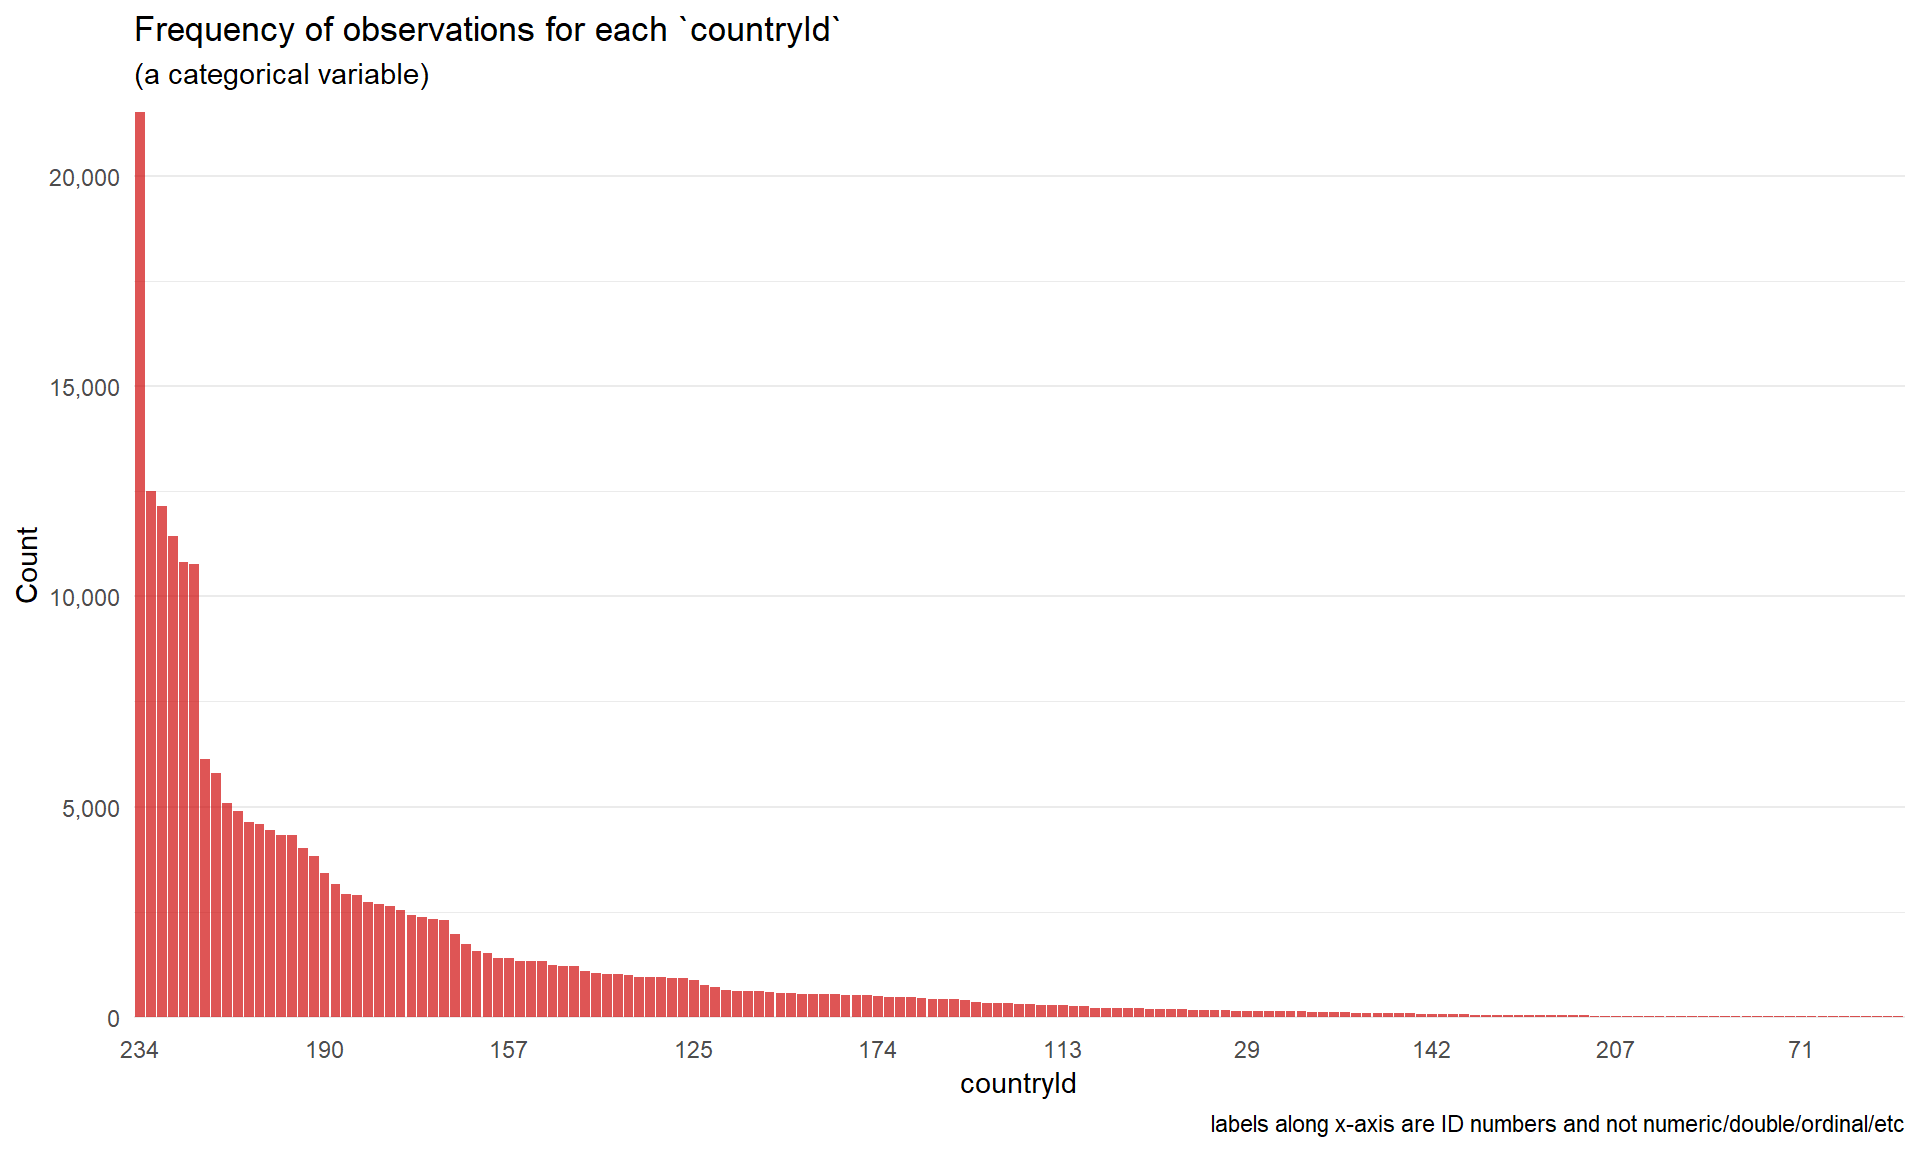 Frequency of observations for each `countryId`
(a categorical variable)
20,000
15,000
10,000
5,000
0
Count
234 190 157 125 174 113 29 142 207 71
countryId
labels along x-axis are ID numbers and not numeric/double/ordinal/etc